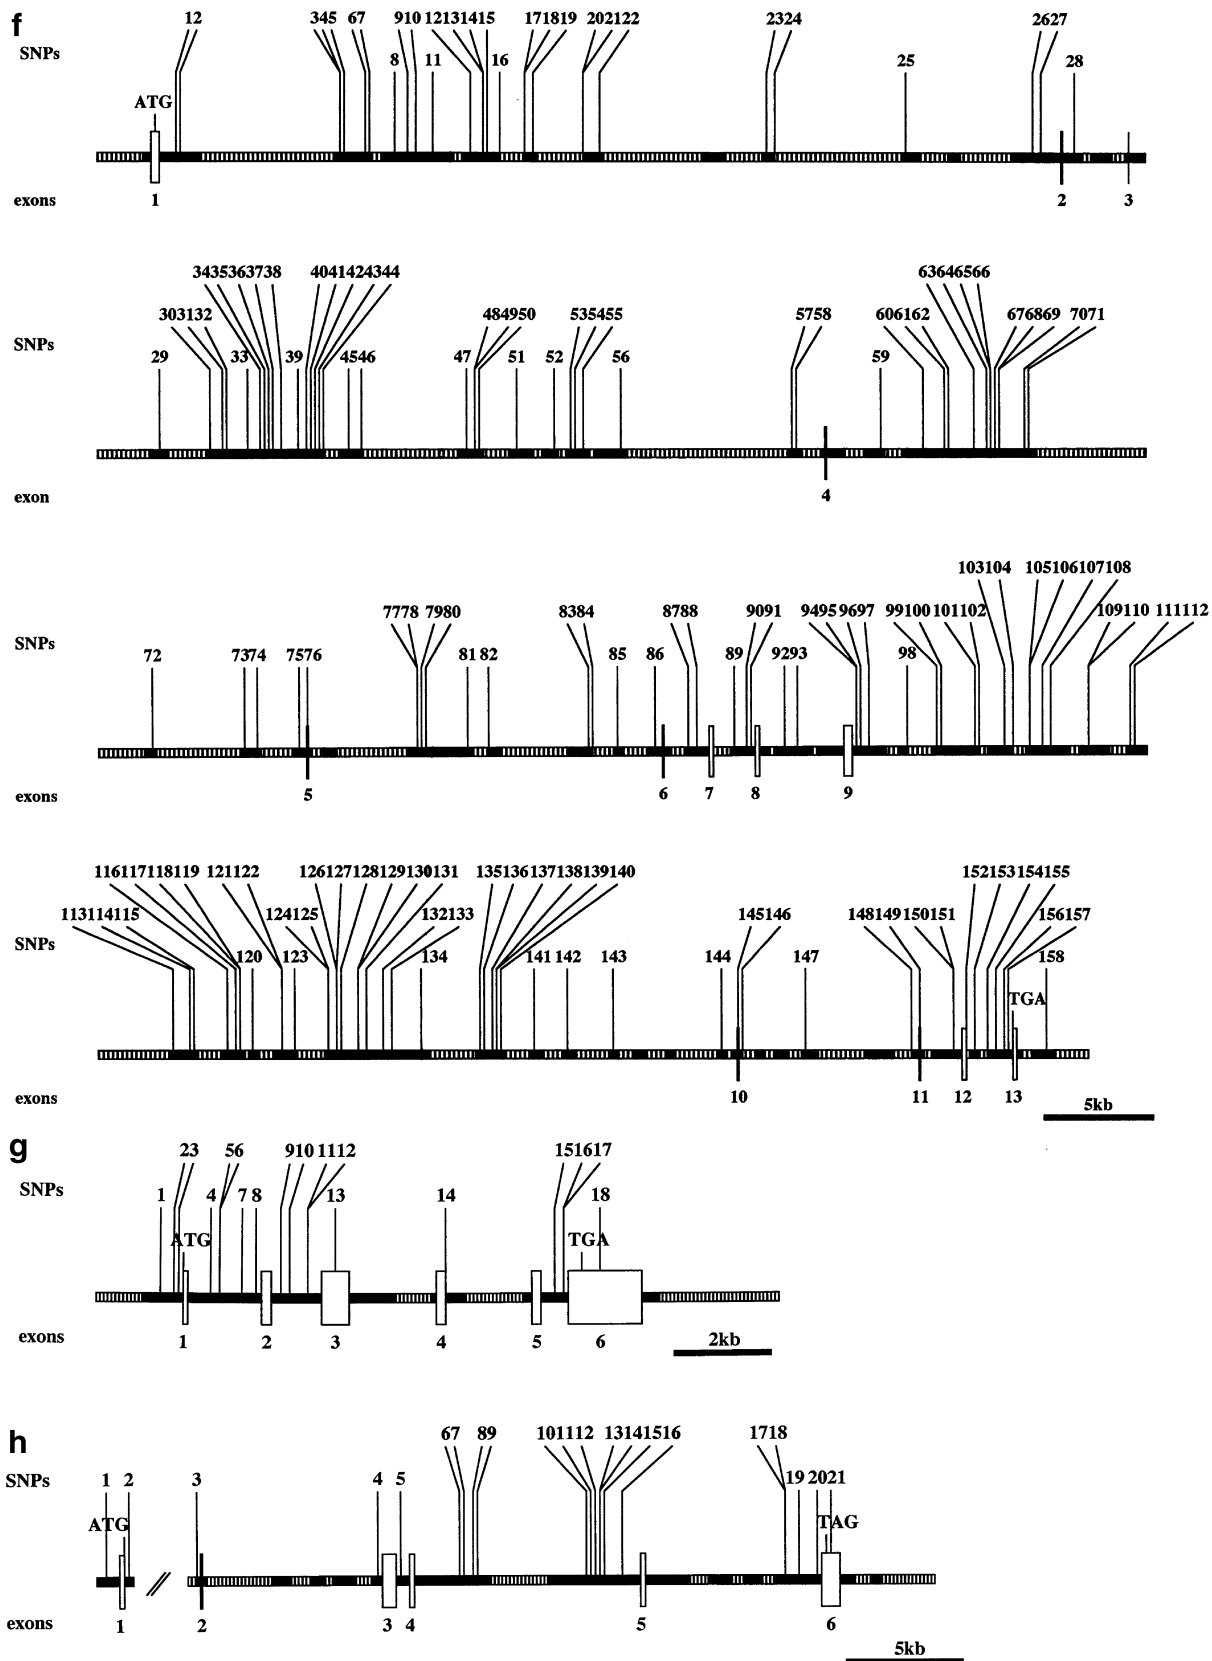 f
12 345 67 910 12131415 171819 202122 2324 2627
SNPs 8 11 16 25 28
ATG
exons 1 2 3
3435363738 4041424344 63646566
303132 484950 535455 5758 606162 676869 7071
SNPs 29 33 39 4546 47 51 52 56 59
exon 4
103104 105106107108
7778 7980 8384 8788 9091 9495 9697 99100 101102 109110 111112
SNPs 72 7374 7576 81 82 85 86 89 9293 98
exons 5 6 7 8 9
116117118119 121122 126127128129130131 135136137138139140 152153154155
113114115 124125 132133 145146 148149 150151 156157
SNPs 120 123 134 141 142 143 144 147 158
TGA
exons 10 11 12 13
5kb
g
23 56 910 1112 151617
SNPs 1 4 7 8 13 14 18
ATG TGA
exons 1 2 3 4 5 6
2kb
h
67 89 101112 13141516 1718
SNPs 1 2 3 4 5 19 2021
ATG TAG
exons 1 2 3 4 5 6
5kb